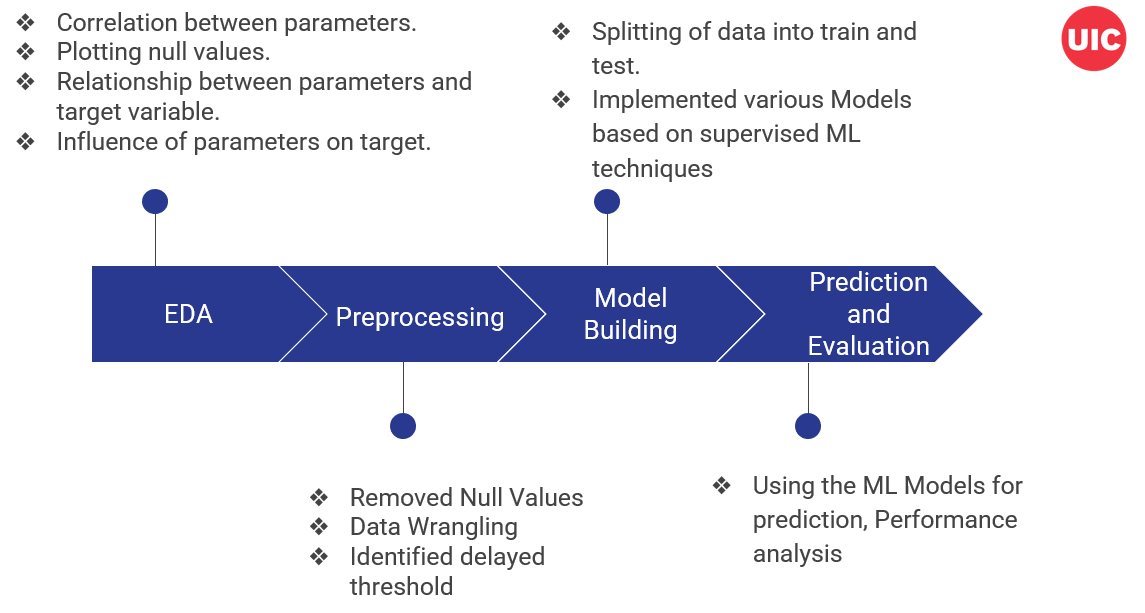 ❖ Correlation between parameters.
❖ Plotting null values.
❖ Relationship between parameters and
target variable.
❖ Influence of parameters on target.
❖ Splitting of data into train and
test.
❖ Implemented various Models
based on supervised ML
techniques
UIC
EDA
Preprocessing
Model
Building
Prediction
and
Evaluation
❖ Removed Null Values
❖ Data Wrangling
❖ Identified delayed
threshold
❖ Using the ML Models for
prediction, Performance
analysis